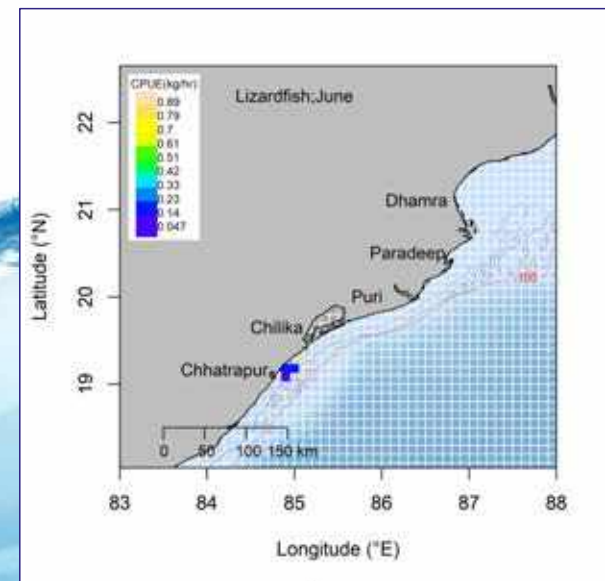 CPUE(kg/hr)
0.89
0.79
0.7
0.61
0.51
0.42
0.33
0.23
0.14
0.047
Lizardfish;June
Dhamra
Paradeep
Puri
Chilika
Chhatrapur
100
0 50 100 150 km
22
21
20
19
83 84 85 86 87 88
Latitude (°N)
Longitude (°E)